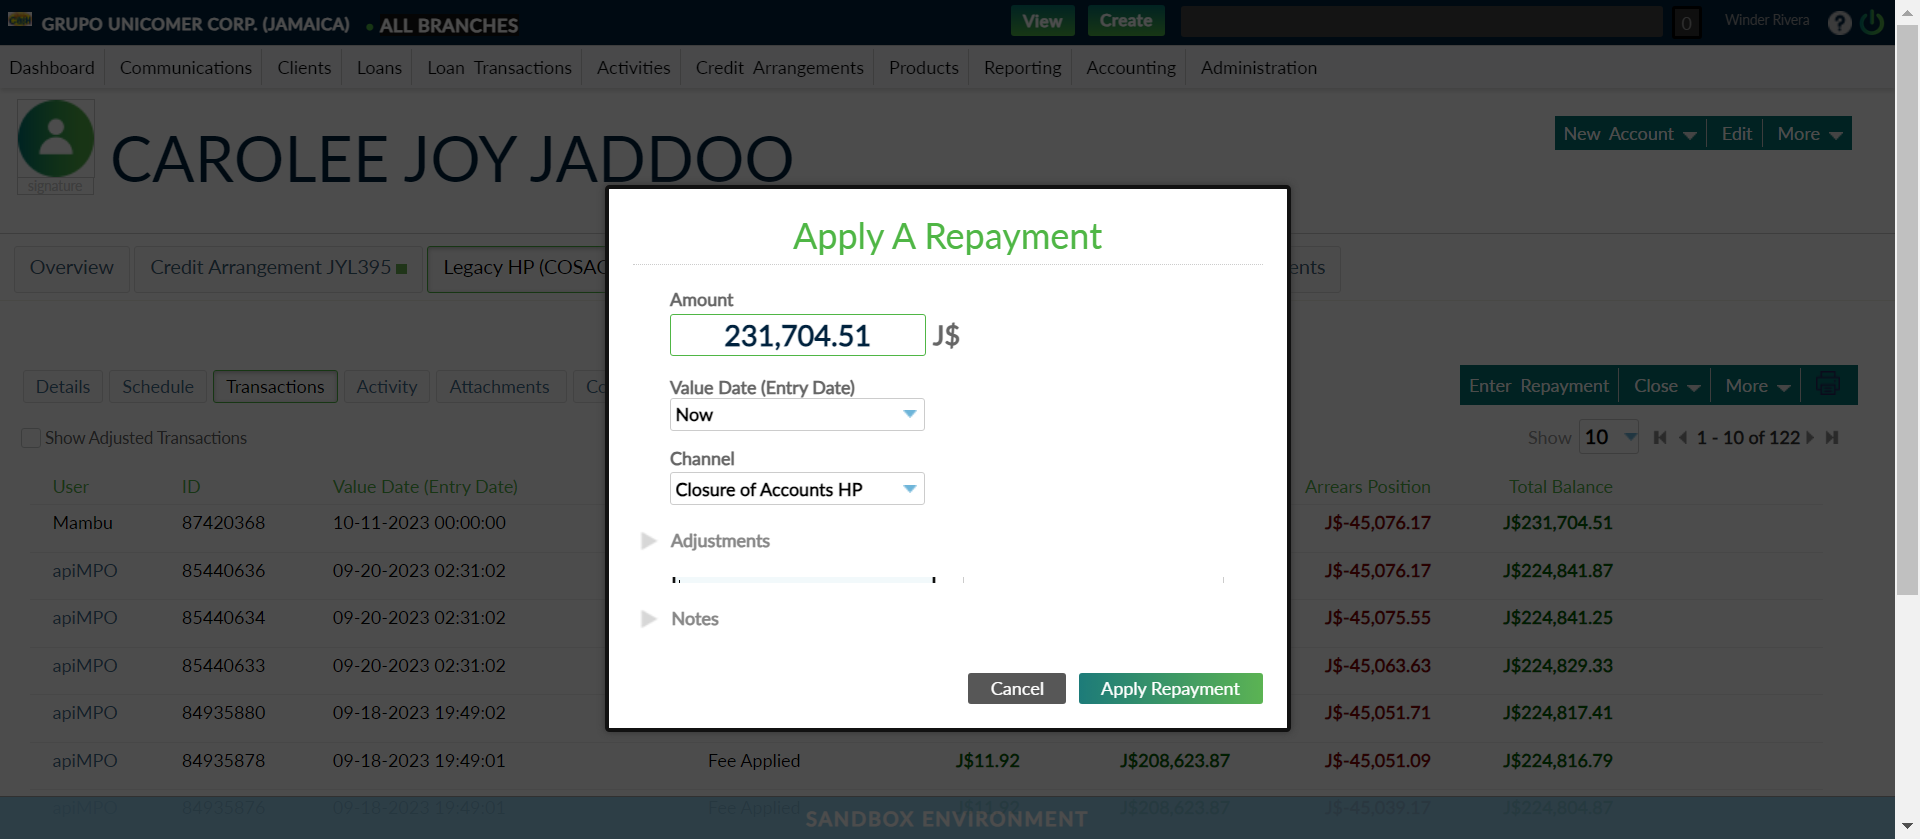 GRUPO UNICOMER CORP. (JAMAICA) ALL BRANCHES View Create 0 Winder Rivera ?
Dashboard Communications Clients Loans Loan Transactions Activities Credit Arrangements Products Reporting Accounting Administration
signature
CAROLEE JOY JADDOO
New Account Edit More
Overview Credit Arrangement JYL395 Legacy HP (COSAC ents
Apply A Repayment
Amount
231,704.51 J$
Value Date (Entry Date)
Now
Channel
Closure of Accounts HP
Adjustments
Notes
Cancel Apply Repayment
Details Schedule Transactions Activity Attachments Co
Enter Repayment Close More
Show Adjusted Transactions
Show 10 1 - 10 of 122
User ID Value Date (Entry Date) Arrears Position Total Balance
Mambu 87420368 10-11-2023 00:00:00 J$-45,076.17 J$231,704.51
apiMPO 85440636 09-20-2023 02:31:02 J$-45,076.17 J$224,841.87
apiMPO 85440634 09-20-2023 02:31:02 J$-45,075.55 J$224,841.25
apiMPO 85440633 09-20-2023 02:31:02 J$-45,063.63 J$224,829.33
apiMPO 84935880 09-18-2023 19:49:02 J$-45,051.71 J$224,817.41
apiMPO 84935878 09-18-2023 19:49:01 Fee Applied J$11.92 J$208,623.87 J$-45,051.09 J$224,816.79
apiMPO 84935876 09-18-2023 19:49:01 Fee Applied J$11.92 J$208,623.87 J$-45,039.17 J$224,804.87
SANDBOX ENVIRONMENT